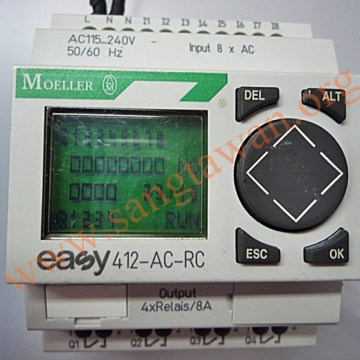 L N N I1 I2 I3 I4 I5 I6 I7 I8
AC115...240V
50/60 Hz
Input 8 x AC
MOELLER
DEL
ALT
RUN
ESC
OK
easy 412-AC-RC
Output
4xRelais/8A
Q1 Q2 Q3 Q4
www.sangtawan.org